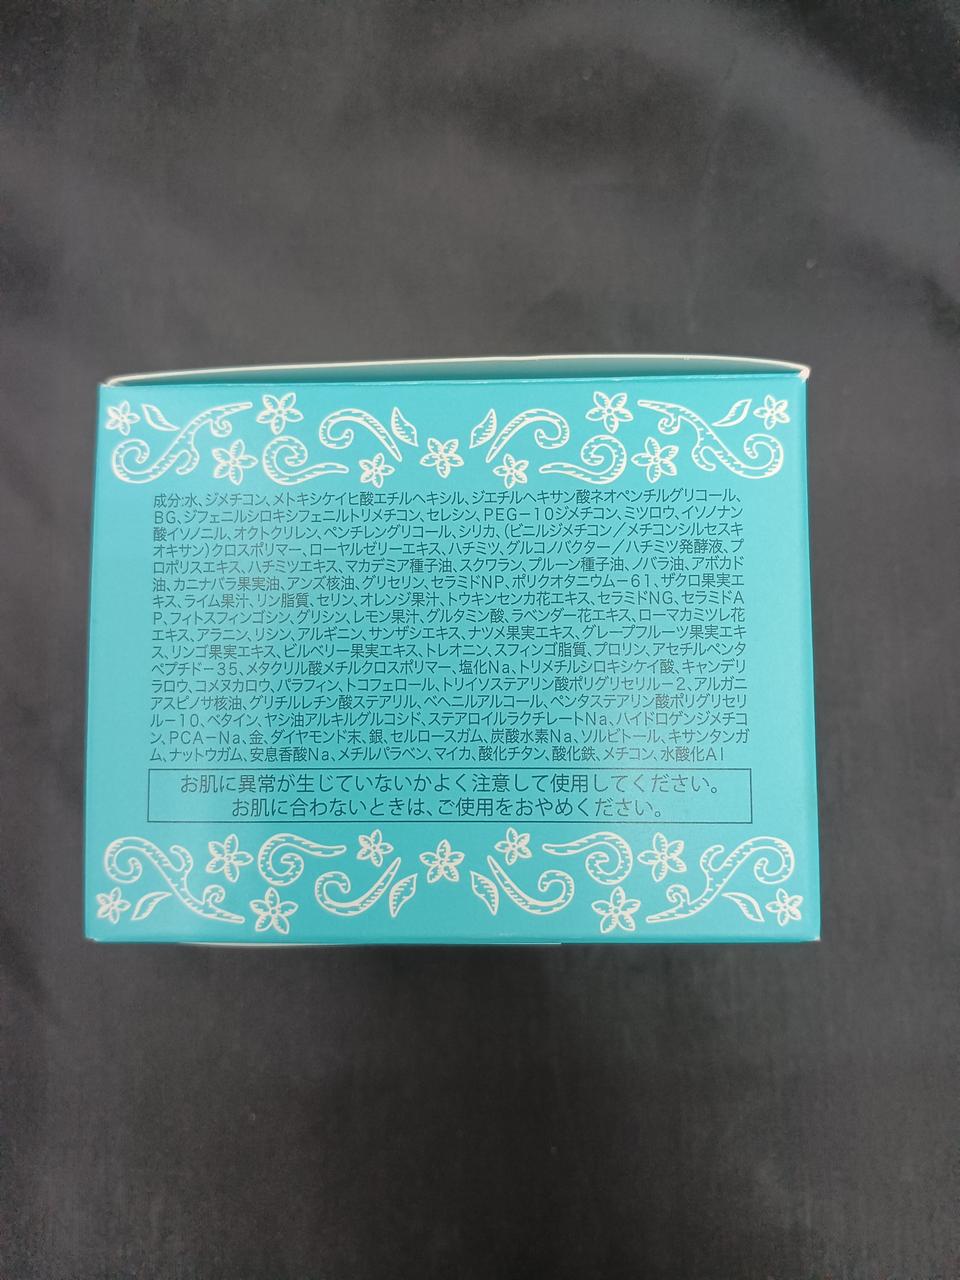 成分:水、ジメチコン、メトキシケイヒ酸エチルヘキシル、ジエチルヘキサン酸ネオペンチルグリコール、
BG、ジフェニルシロキシフェニルトリメチコン、セレシン、PEG-10ジメチコン、ミツロウ、イソノナン
酸イソノニル、オクトクリレン、ペンチレングリコール、シリカ、(ビニルジメチコン/メチコンシルセスキ
オキサン)クロスポリマー、ローヤルゼリーエキス、ハチミツ、グルコノバクター/ハチミツ発酵液、プ
ロポリスエキス、ハチミツエキス、マカデミア種子油、スクワラン、プルーン種子油、ノバラ油、アボカド
油、カニナバラ果実油、アンズ核油、グリセリン、セラミドNP、ポリクオタニウム-61、ザクロ果実エ
キス、ライム果汁、リン脂質、セリン、オレンジ果汁、トウキンセンカ花エキス、セラミドNG、セラミドA
P、フィトスフィンゴシン、グリシン、レモン果汁、グルタミン酸、ラベンダー花エキス、ローマカミツレ花
エキス、アラニン、リシン、アルギニン、サンザシエキス、ナツメ果実エキス、グレープフルーツ果実エキ
ス、リンゴ果実エキス、ビルベリー果実エキス、トレオニン、スフィンゴ脂質、プロリン、アセチルペンタ
ペプチド-35、メタクリル酸メチルクロスポリマー、塩化Na、トリメチルシロキシケイ酸、キャンデリ
ラロウ、コメヌカロウ、パラフィン、トコフェロール、トリイソステアリン酸ポリグリセリル-2、アルガニ
アスピノサ核油、グリチルレチン酸ステアリル、ベヘニルアルコール、ペンタステアリン酸ポリグリセリ
ル-10、ベタイン、ヤシ油アルキルグルコシド、ステアロイルラクチレートNa、ハイドロゲンジメチコ
ン、PCA-Na、金、ダイヤモンド末、銀、セルロースガム、炭酸水素Na、ソルビトール、キサンタンガ
ム、ナットウガム、安息香酸Na、メチルパラベン、マイカ、酸化チタン、酸化鉄、メチコン、水酸化Al
お肌に異常が生じていないかよく注意して使用してください。
お肌に合わないときは、ご使用をおやめください。